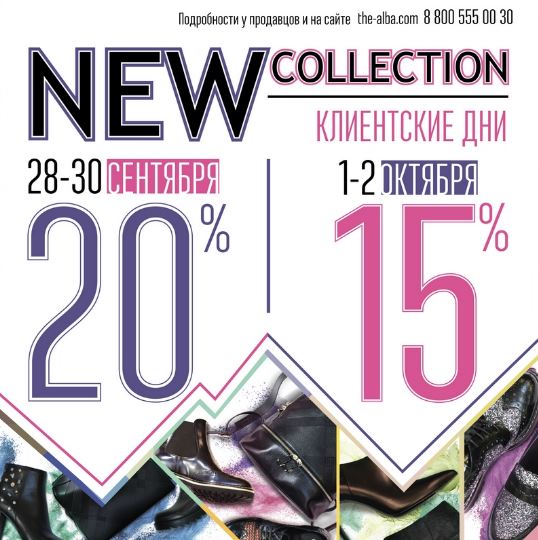 Подробности у продавцов и на сайте the-alba.com 8 800 555 00 30
NEW COLLECTION
КЛИЕНТСКИЕ ДНИ
28-30 СЕНТЯБРЯ
20%
1-2 ОКТЯБРЯ
15%